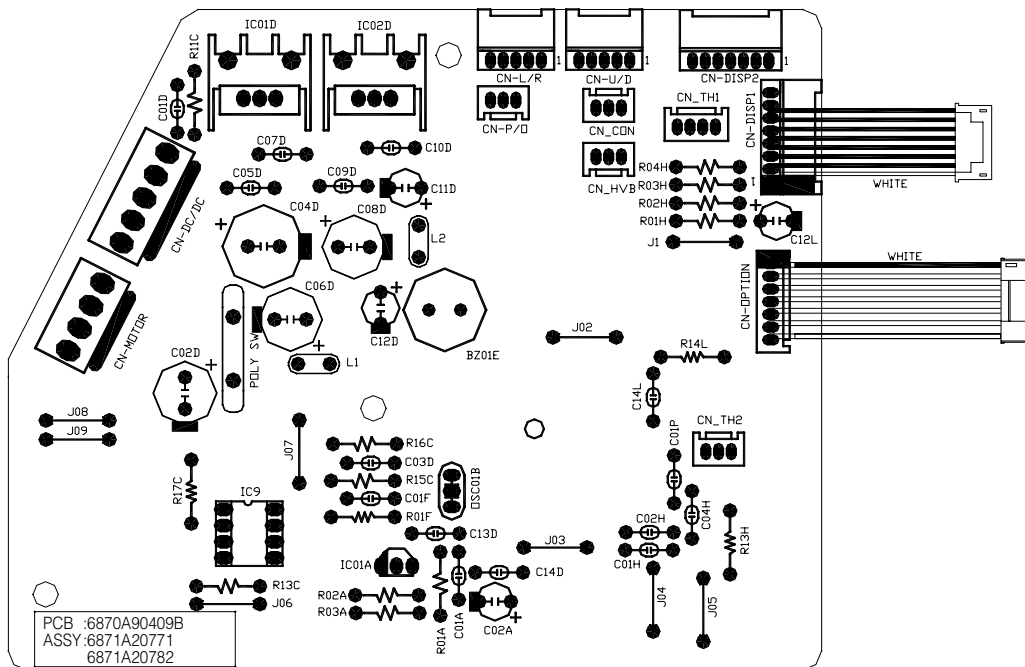 IC01D
IC02D
R11C
C01D
CN-L/R
1
CN-U/D
1
CN-DISP2
1
CN-P/O
CN_CON
CN_TH1
CN-DISP1
1
WHITE
C07D
C10D
C05D
C09D
C11D
+
CN_HVB
R04H
R03H
R02H
R01H
J1
+
C12L
CN-DC/DC
+
C04D
+
C08D
L2
WHITE
CN-OPTION
CN-MOTOR
C06D
+
+
C12D
BZ01E
J02
POLY SW
L1
C02D
+
R14L
C14L
J08
J09
J07
CN_TH2
C01P
R16C
C03D
R15C
C01F
R01F
OSC01B
R17C
IC9
C13D
C02H
C04H
R13H
C01H
J03
IC01A
C14D
R13C
J06
R02A
R03A
R01A
C01A
C02A
+
J04
J05
PCB :6870A90409B
ASSY:6871A20771
6871A20782